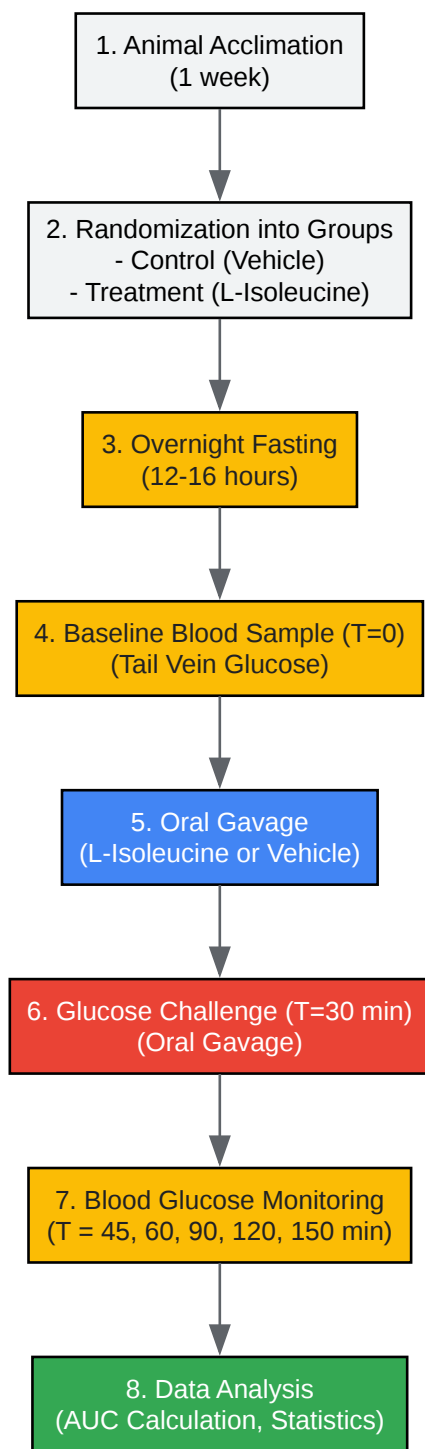 1. Animal Acclimation
(1 week)
2. Randomization into Groups
- Control (Vehicle)
- Treatment (L-Isoleucine)
3. Overnight Fasting
(12-16 hours)
4. Baseline Blood Sample (T=0)
(Tail Vein Glucose)
5. Oral Gavage
(L-Isoleucine or Vehicle)
6. Glucose Challenge (T=30 min)
(Oral Gavage)
7. Blood Glucose Monitoring
(T = 45, 60, 90, 120, 150 min)
8. Data Analysis
(AUC Calculation, Statistics)